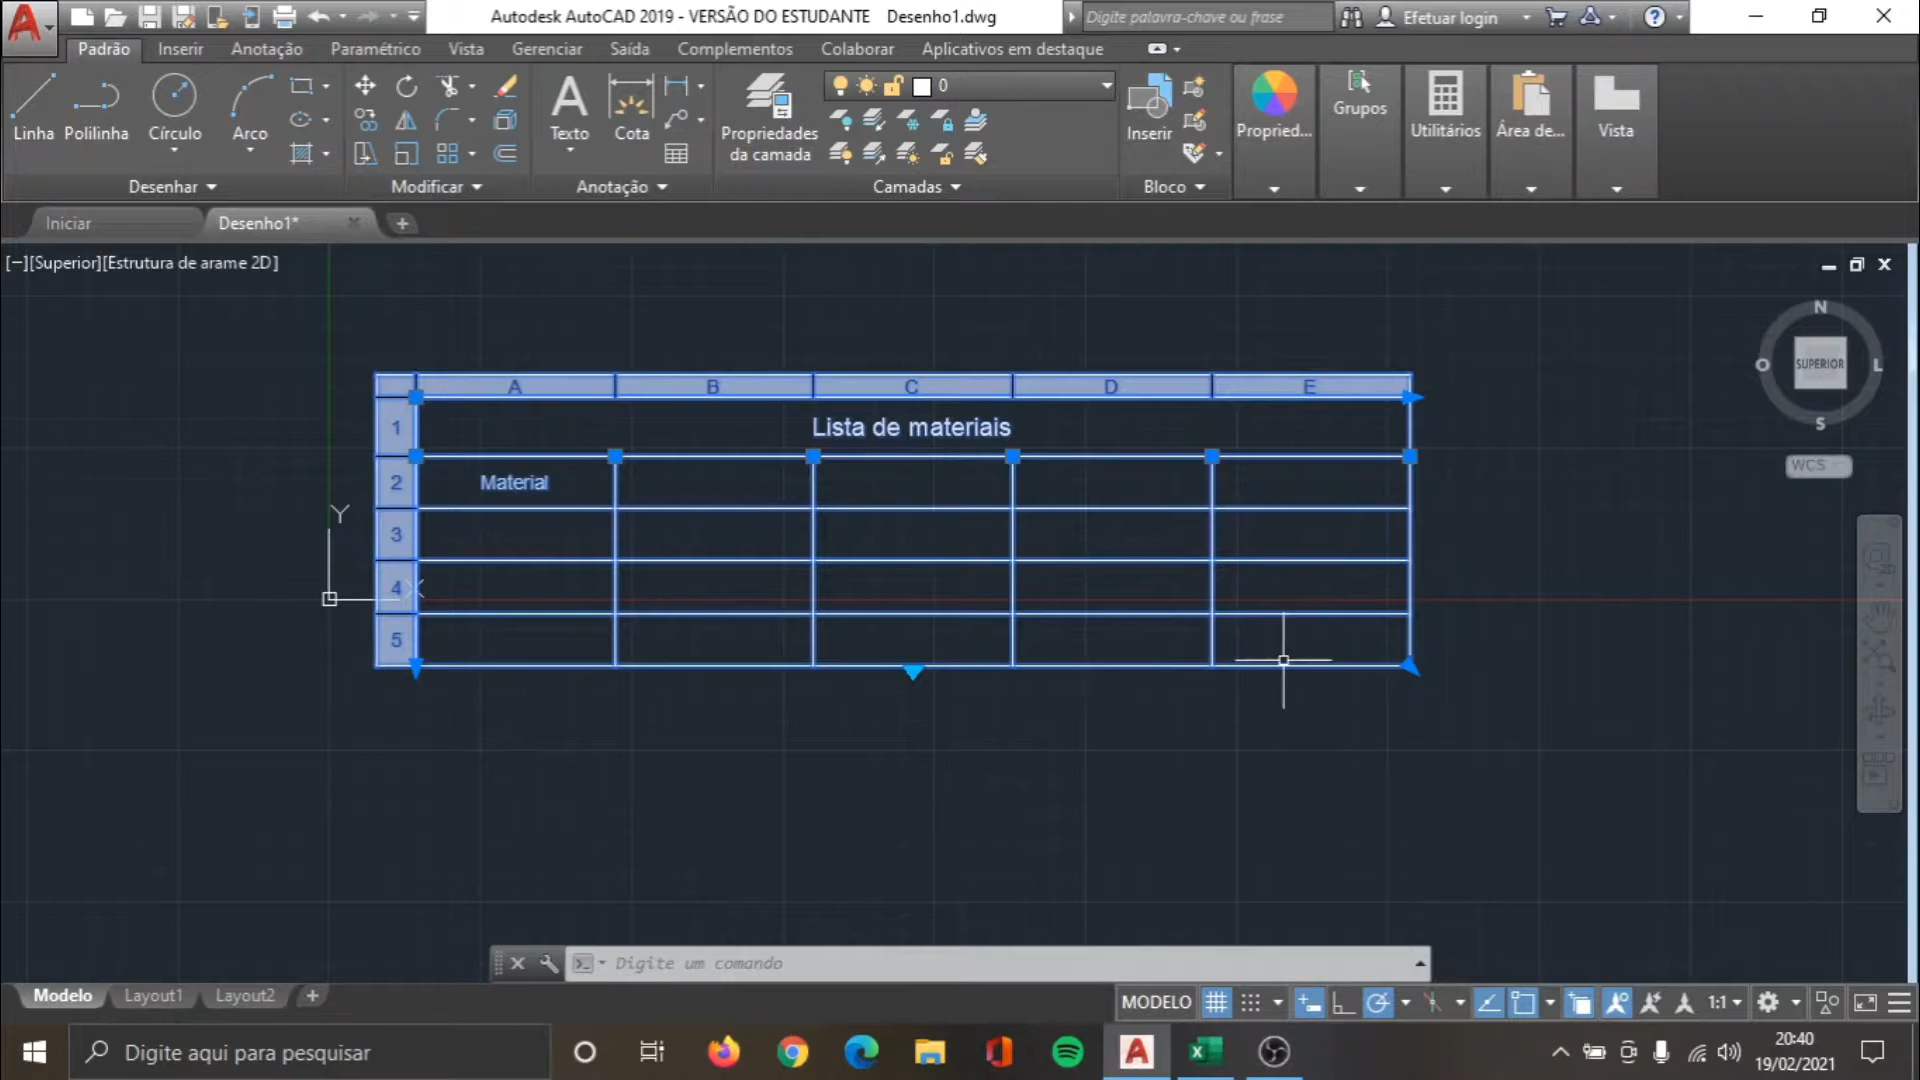 Autodesk AutoCAD 2019 - VERSÃO DO ESTUDANTE Desenho1.dwg
Digite palavra-chave ou frase
Efetuar login
Padrão Inserir Anotação Paramétrico Vista Gerenciar Saída Complementos Colaborar Aplicativos em destaque
Linha Polilinha Círculo Arco
Texto Cota
Propriedades da camada
0
Inserir
Propried...
Grupos
Utilitários
Área de...
Vista
Desenhar Modificar Anotação Camadas Bloco
Iniciar Desenho1*
[−][Superior][Estrutura de arame 2D]
N
O SUPERIOR L
S
WCS
A B C D E
1 Lista de materiais
2 Material
3
4
5
Y
X
Digite um comando
Modelo Layout1 Layout2
MODELO 1:1
Digite aqui para pesquisar
20:40
19/02/2021